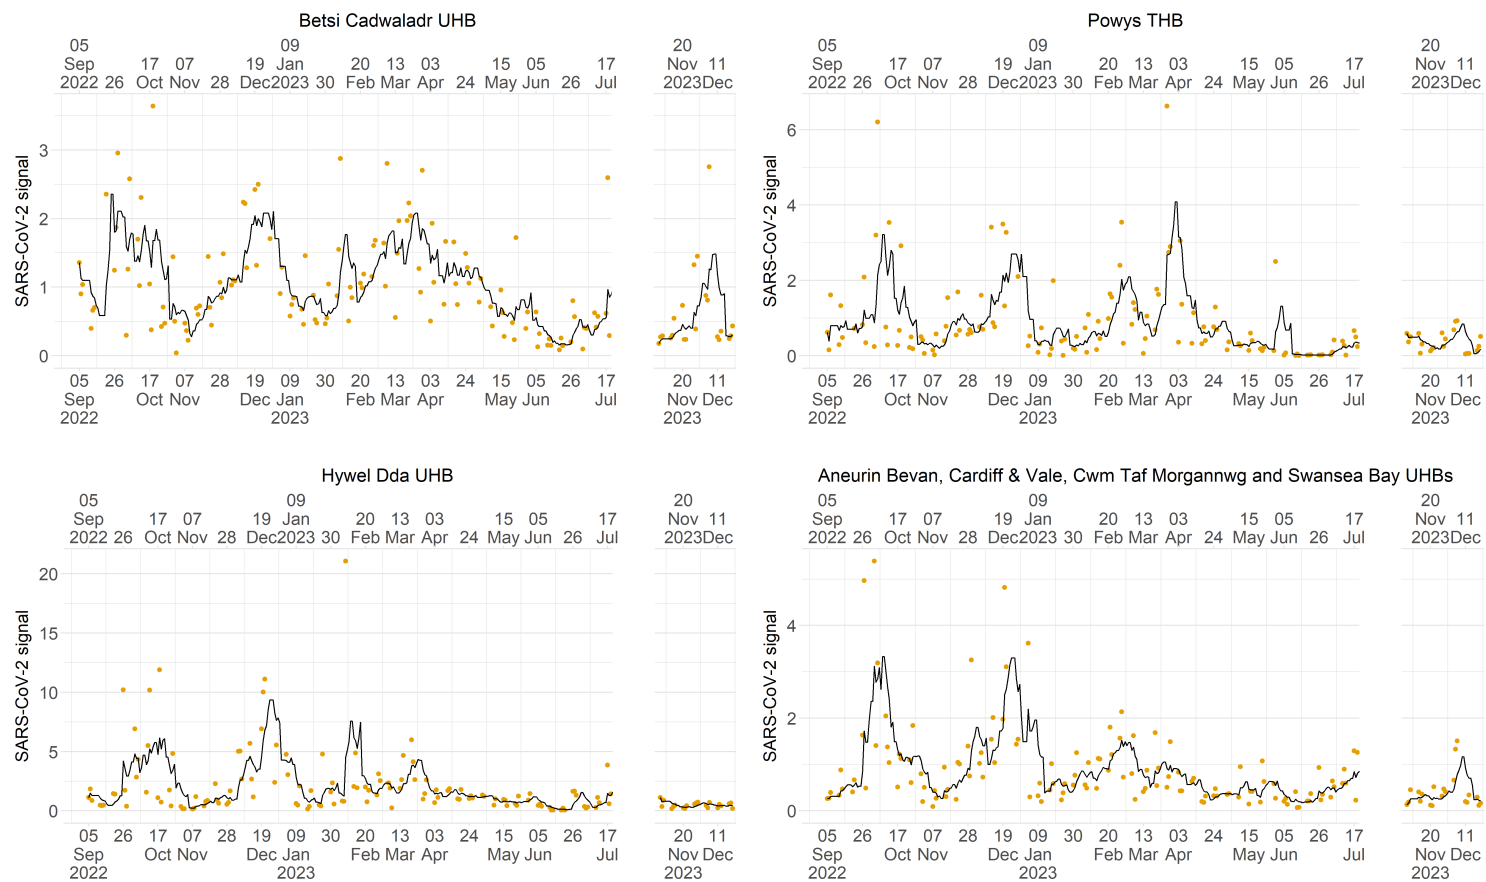 Betsi Cadwaladr UHB
05 09 20
Sep 17 07 19 Jan 20 13 03 15 05 17 Nov 11
2022 26 Oct Nov 28 Dec 2023 30 Feb Mar Apr 24 May Jun 26 Jul 2023 Dec
SARS-CoV-2 signal
3
2
1
0
05 26 17 07 28 19 09 30 20 13 03 24 15 05 26 17 20 11
Sep Oct Nov Dec Jan Feb Mar Apr May Jun Jul Nov Dec
2022 2023 2023
Powys THB
05 09 20
Sep 17 07 19 Jan 20 13 03 15 05 17 Nov 11
2022 26 Oct Nov 28 Dec 2023 30 Feb Mar Apr 24 May Jun 26 Jul 2023 Dec
SARS-CoV-2 signal
6
4
2
0
05 26 17 07 28 19 09 30 20 13 03 24 15 05 26 17 20 11
Sep Oct Nov Dec Jan Feb Mar Apr May Jun Jul Nov Dec
2022 2023 2023
Hywel Dda UHB
05 09 20
Sep 17 07 19 Jan 20 13 03 15 05 17 Nov 11
2022 26 Oct Nov 28 Dec 2023 30 Feb Mar Apr 24 May Jun 26 Jul 2023 Dec
SARS-CoV-2 signal
20
15
10
5
0
05 26 17 07 28 19 09 30 20 13 03 24 15 05 26 17 20 11
Sep Oct Nov Dec Jan Feb Mar Apr May Jun Jul Nov Dec
2022 2023 2023
Aneurin Bevan, Cardiff & Vale, Cwm Taf Morgannwg and Swansea Bay UHBs
05 09 20
Sep 17 07 19 Jan 20 13 03 15 05 17 Nov 11
2022 26 Oct Nov 28 Dec 2023 30 Feb Mar Apr 24 May Jun 26 Jul 2023 Dec
SARS-CoV-2 signal
4
2
0
05 26 17 07 28 19 09 30 20 13 03 24 15 05 26 17 20 11
Sep Oct Nov Dec Jan Feb Mar Apr May Jun Jul Nov Dec
2022 2023 2023